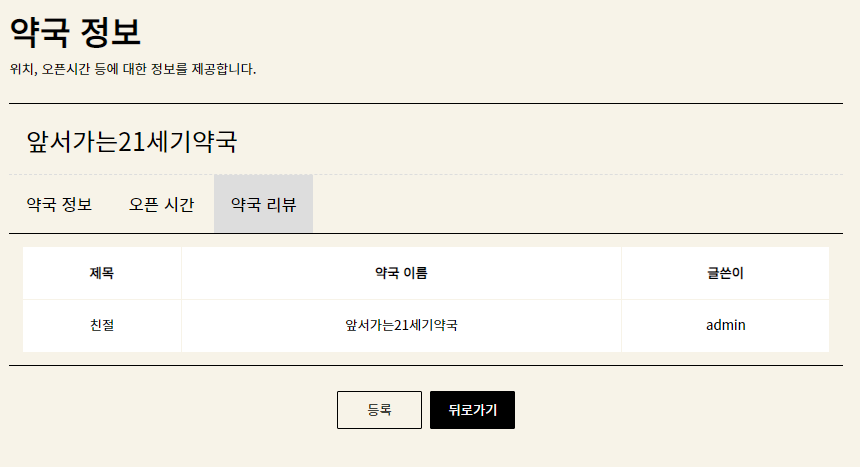 약국 정보
위치, 오픈시간 등에 대한 정보를 제공합니다.
앞서가는21세기약국
약국 정보 오픈 시간 약국 리뷰
제목 약국 이름 글쓴이
친절 앞서가는21세기약국 admin
등록 뒤로가기